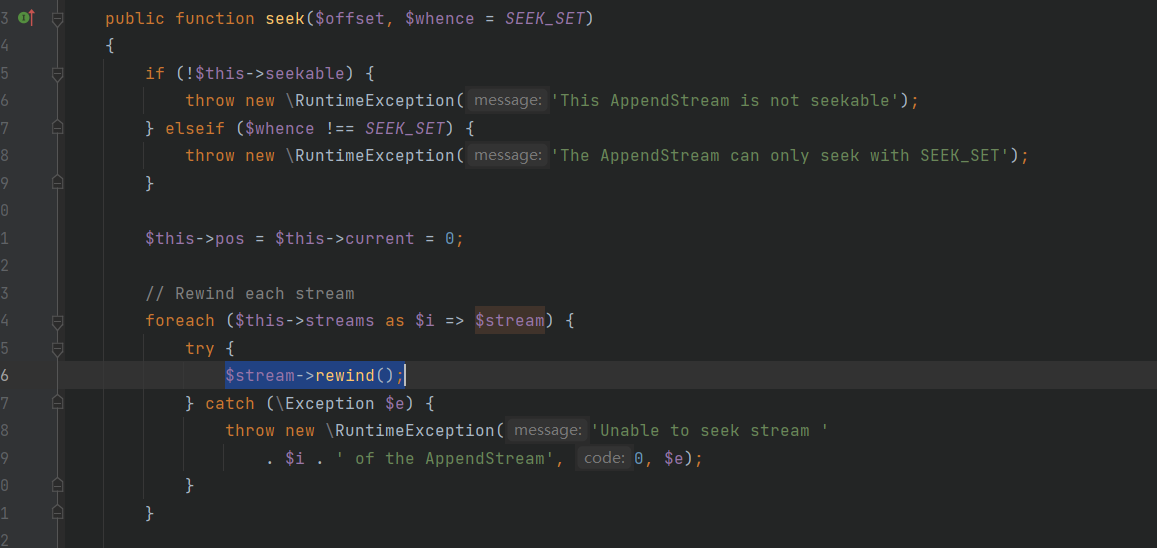 3 public function seek($offset, $whence = SEEK_SET)
4 {
5 if (!$this->seekable) {
6 throw new \RuntimeException( message: 'This AppendStream is not seekable');
7 } elseif ($whence !== SEEK_SET) {
8 throw new \RuntimeException( message: 'The AppendStream can only seek with SEEK_SET');
9 }
0
1 $this->pos = $this->current = 0;
2
3 // Rewind each stream
4 foreach ($this->streams as $i => $stream) {
5 try {
6 $stream->rewind();
7 } catch (\Exception $e) {
8 throw new \RuntimeException( message: 'Unable to seek stream '
9 . $i . ' of the AppendStream', code: 0, $e);
0 }
1 }
2